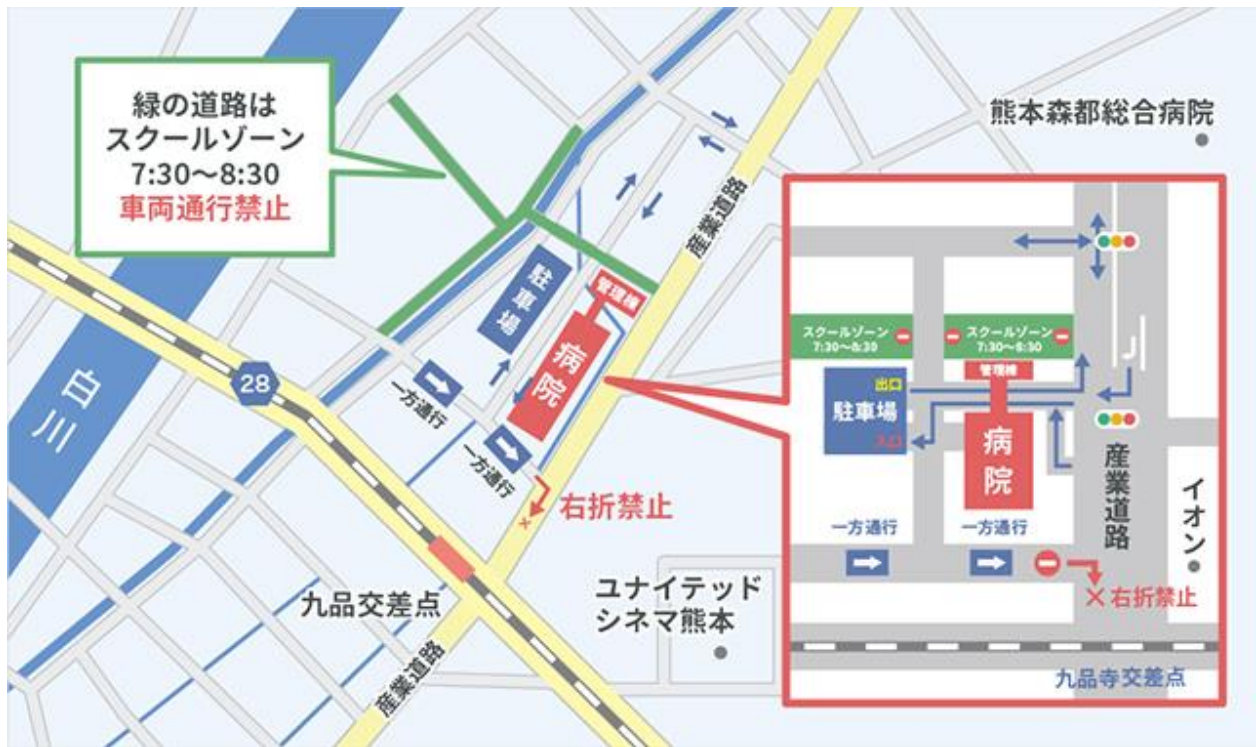 緑の道路は
スクールゾーン
7:30〜8:30
車両通行禁止
熊本森都総合病院
産業道路
駐車場
管理棟
病院
28
白川
一方通行
一方通行
右折禁止
×
九品交差点
ユナイテッド
シネマ熊本
産業道路
スクールゾーン
7:30〜8:30
スクールゾーン
7:30〜8:30
管理棟
出口
駐車場
入口
病院
産業道路
イオン
一方通行
一方通行
×右折禁止
九品寺交差点